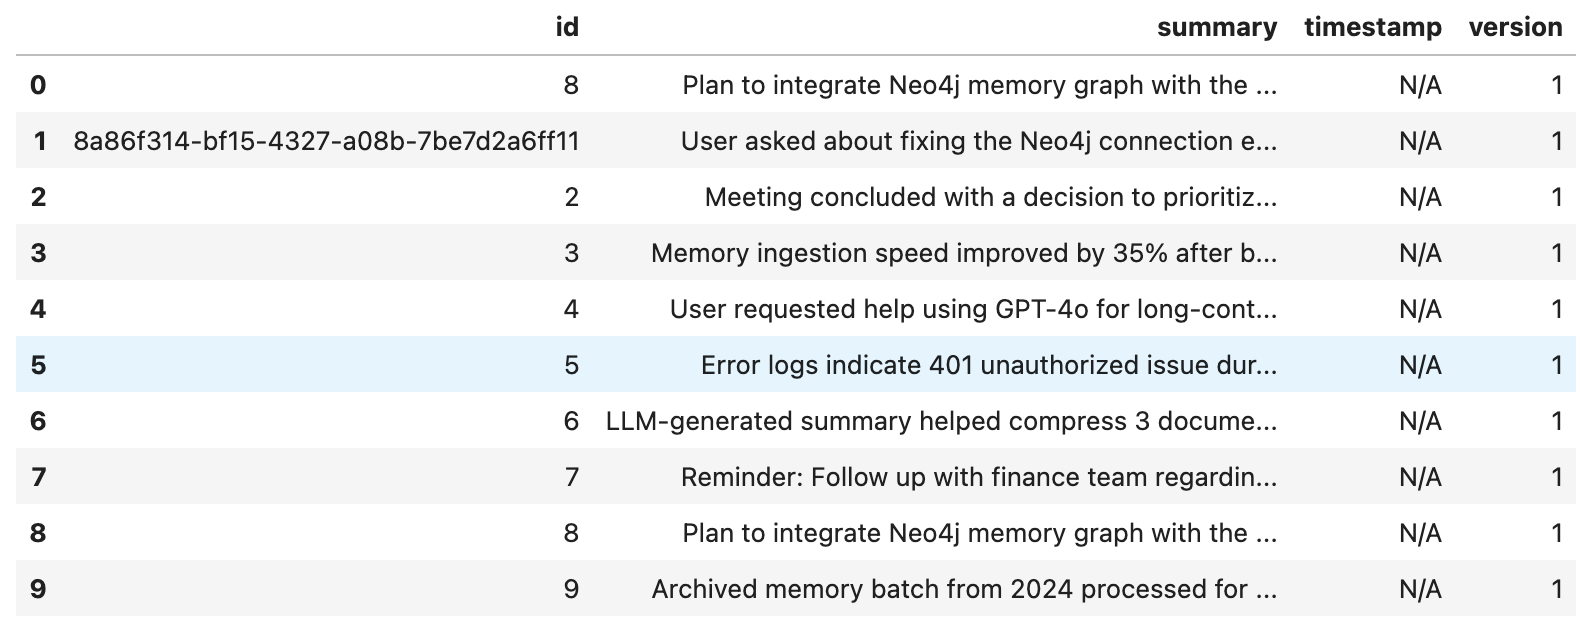 id summary timestamp version
0 8 Plan to integrate Neo4j memory graph with the ... N/A 1
1 8a86f314-bf15-4327-a08b-7be7d2a6ff11 User asked about fixing the Neo4j connection e... N/A 1
2 2 Meeting concluded with a decision to prioritiz... N/A 1
3 3 Memory ingestion speed improved by 35% after b... N/A 1
4 4 User requested help using GPT-4o for long-cont... N/A 1
5 5 Error logs indicate 401 unauthorized issue dur... N/A 1
6 6 LLM-generated summary helped compress 3 docume... N/A 1
7 7 Reminder: Follow up with finance team regardin... N/A 1
8 8 Plan to integrate Neo4j memory graph with the ... N/A 1
9 9 Archived memory batch from 2024 processed for ... N/A 1